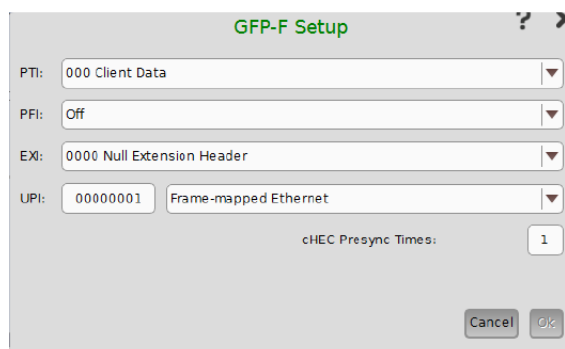 GFP-F Setup ?
PTI: 000 Client Data
PFI: Off
EXI: 0000 Null Extension Header
UPI: 00000001 Frame-mapped Ethernet
cHEC Presync Times: 1
Cancel Ok